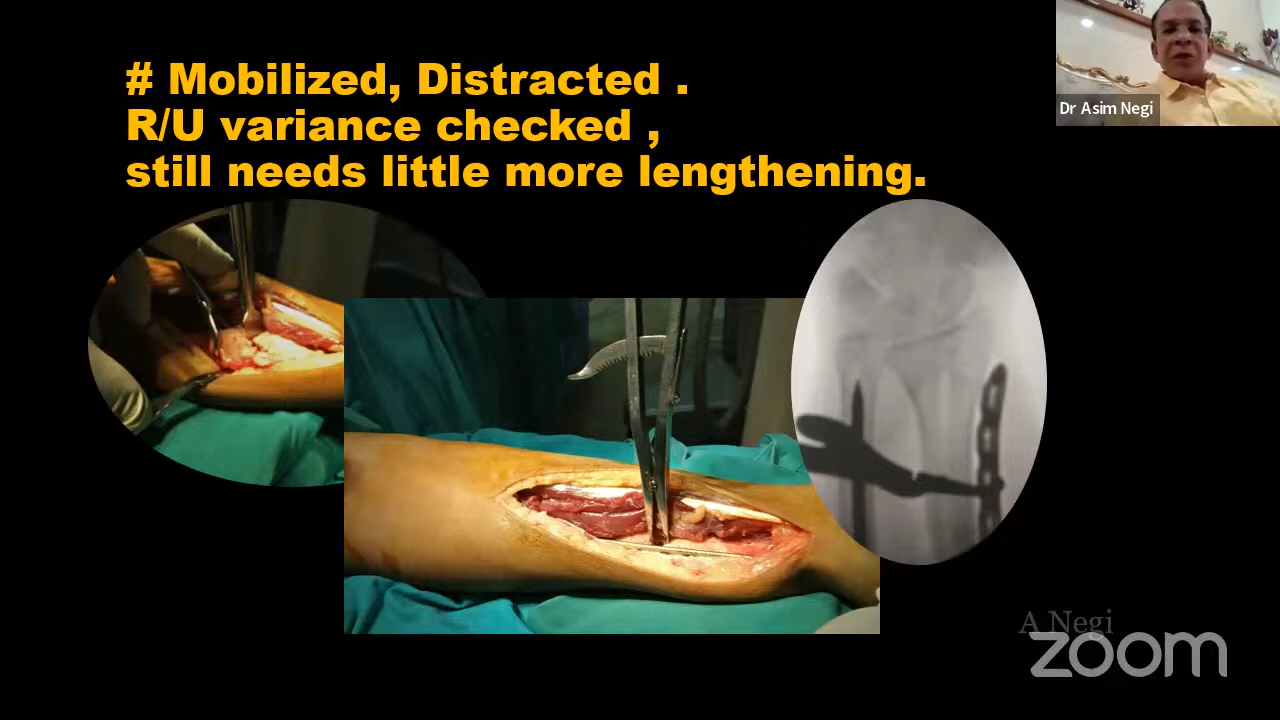 # Mobilized, Distracted .
R/U variance checked ,
still needs little more lengthening.
Dr Asim Negi
A Negi
zoom